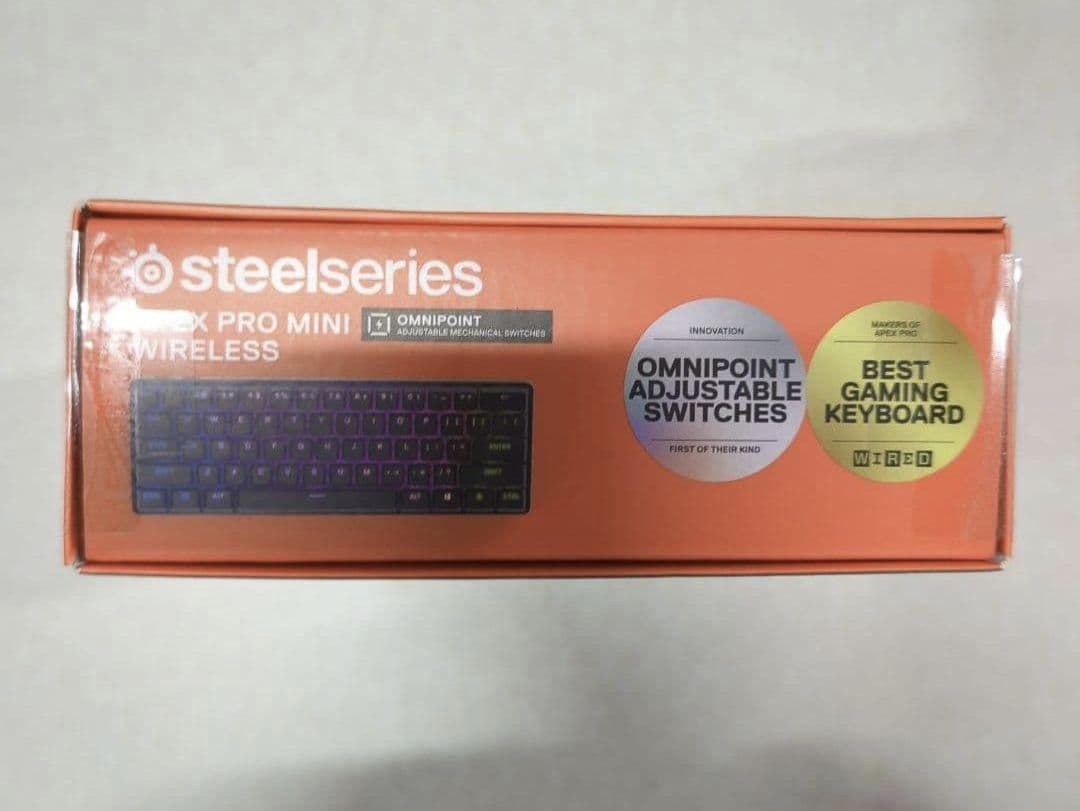 steelseries
APEX PRO MINI
WIRELESS
OMNIPOINT
ADJUSTABLE MECHANICAL SWITCHES
INNOVATION
OMNIPOINT
ADJUSTABLE
SWITCHES
FIRST OF THEIR KIND
MAKERS OF
APEX PRO
BEST
GAMING
KEYBOARD
WIRED